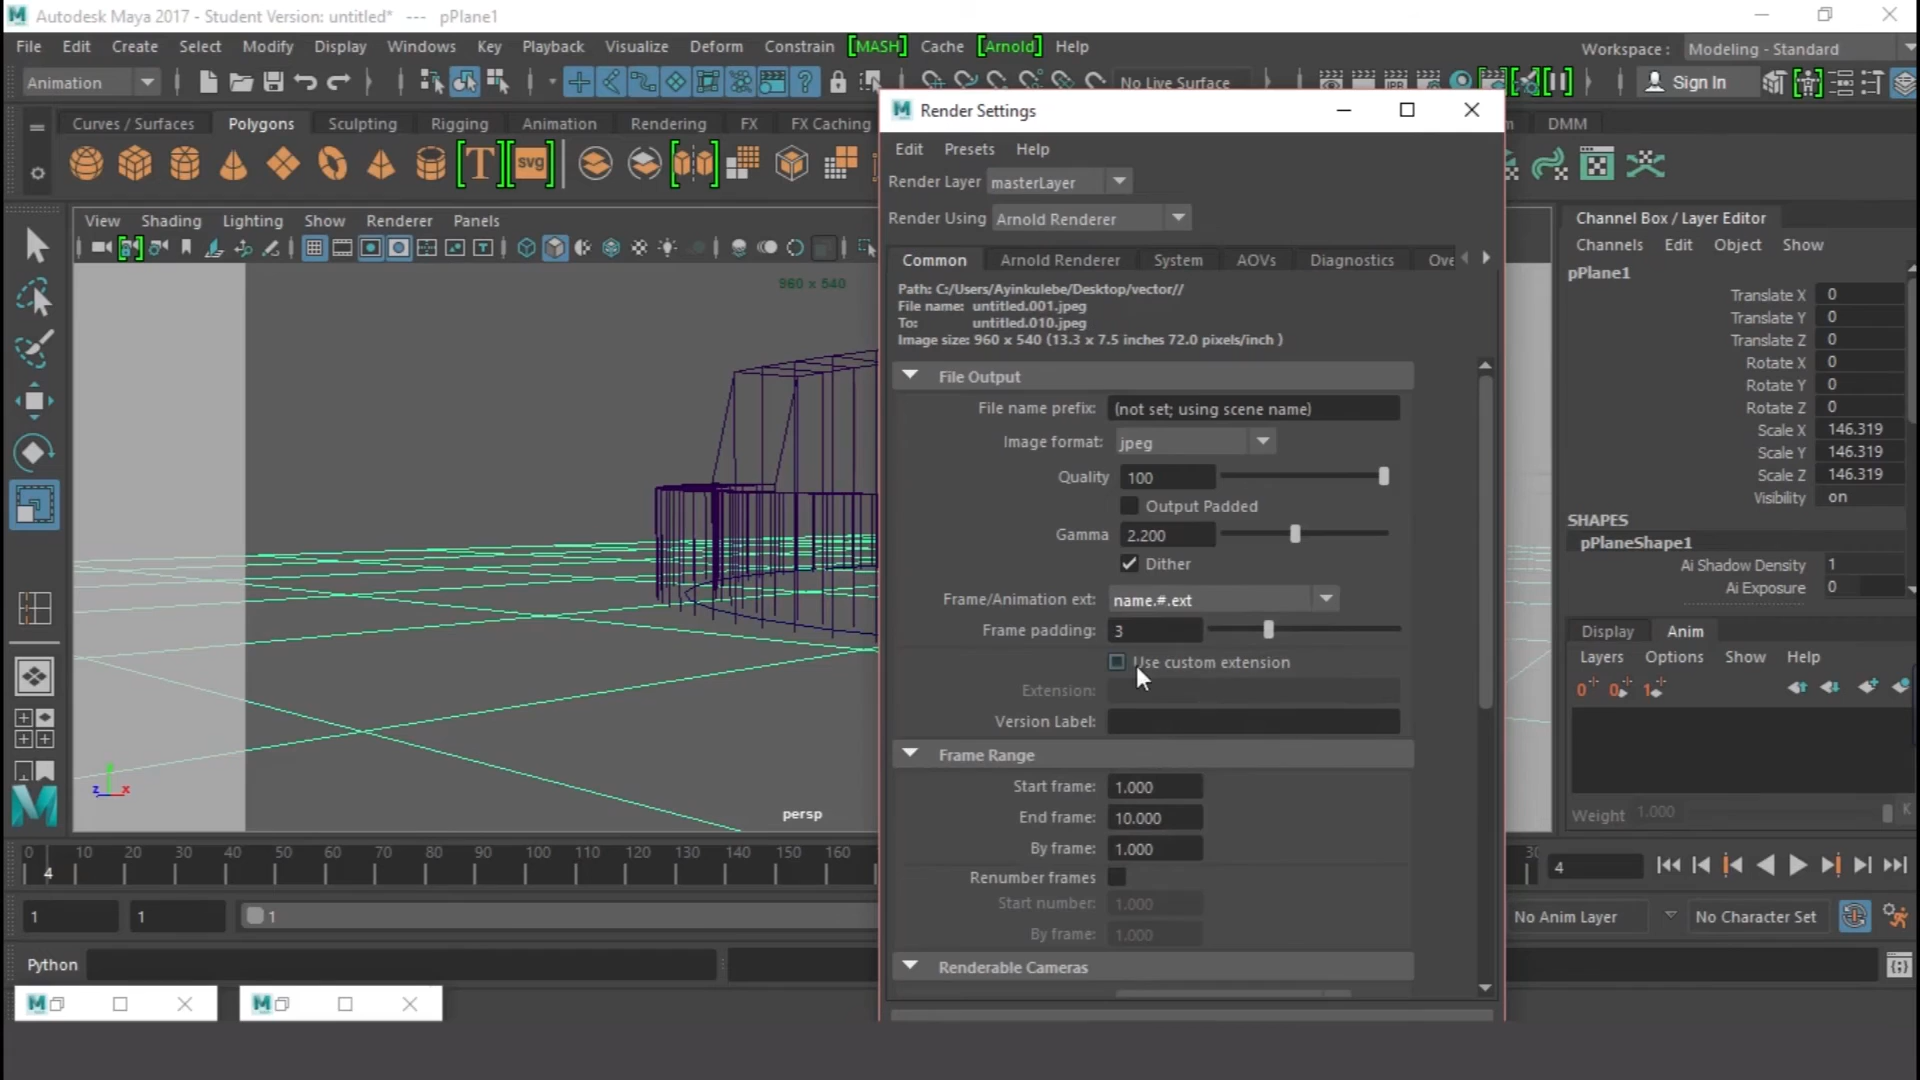 Autodesk Maya 2017 - Student Version: untitled* --- pPlane1
File Edit Create Select Modify Display Windows Key Playback Visualize Deform Constrain [MASH] Cache [Arnold] Help
Workspace : Modeling - Standard
Animation
No Live Surface
Sign In
Curves / Surfaces Polygons Sculpting Rigging Animation Rendering FX FX Caching
DMM
T svg
View Shading Lighting Show Renderer Panels
960 x 540
persp
z x
Render Settings
Edit Presets Help
Render Layer masterLayer
Render Using Arnold Renderer
Common Arnold Renderer System AOVs Diagnostics Ove
Path: C:/Users/Ayinkulebe/Desktop/vector//
File name: untitled.001.jpeg
To: untitled.010.jpeg
Image size: 960 x 540 (13.3 x 7.5 inches 72.0 pixels/inch )
File Output
File name prefix: (not set; using scene name)
Image format: jpeg
Quality 100
Output Padded
Gamma 2.200
Dither
Frame/Animation ext: name.#.ext
Frame padding: 3
Use custom extension
Extension:
Version Label:
Frame Range
Start frame: 1.000
End frame: 10.000
By frame: 1.000
Renumber frames
Start number: 1.000
By frame: 1.000
Renderable Cameras
Channel Box / Layer Editor
Channels Edit Object Show
pPlane1
Translate X 0
Translate Y 0
Translate Z 0
Rotate X 0
Rotate Y 0
Rotate Z 0
Scale X 146.319
Scale Y 146.319
Scale Z 146.319
Visibility on
SHAPES
pPlaneShape1
Ai Shadow Density 1
Ai Exposure 0
Display Anim
Layers Options Show Help
0 0 1
Weight 1.000 K
0 10 20 30 40 50 60 70 80 90 100 110 120 130 140 150 160
4
4
1 1 1
No Anim Layer No Character Set
Python